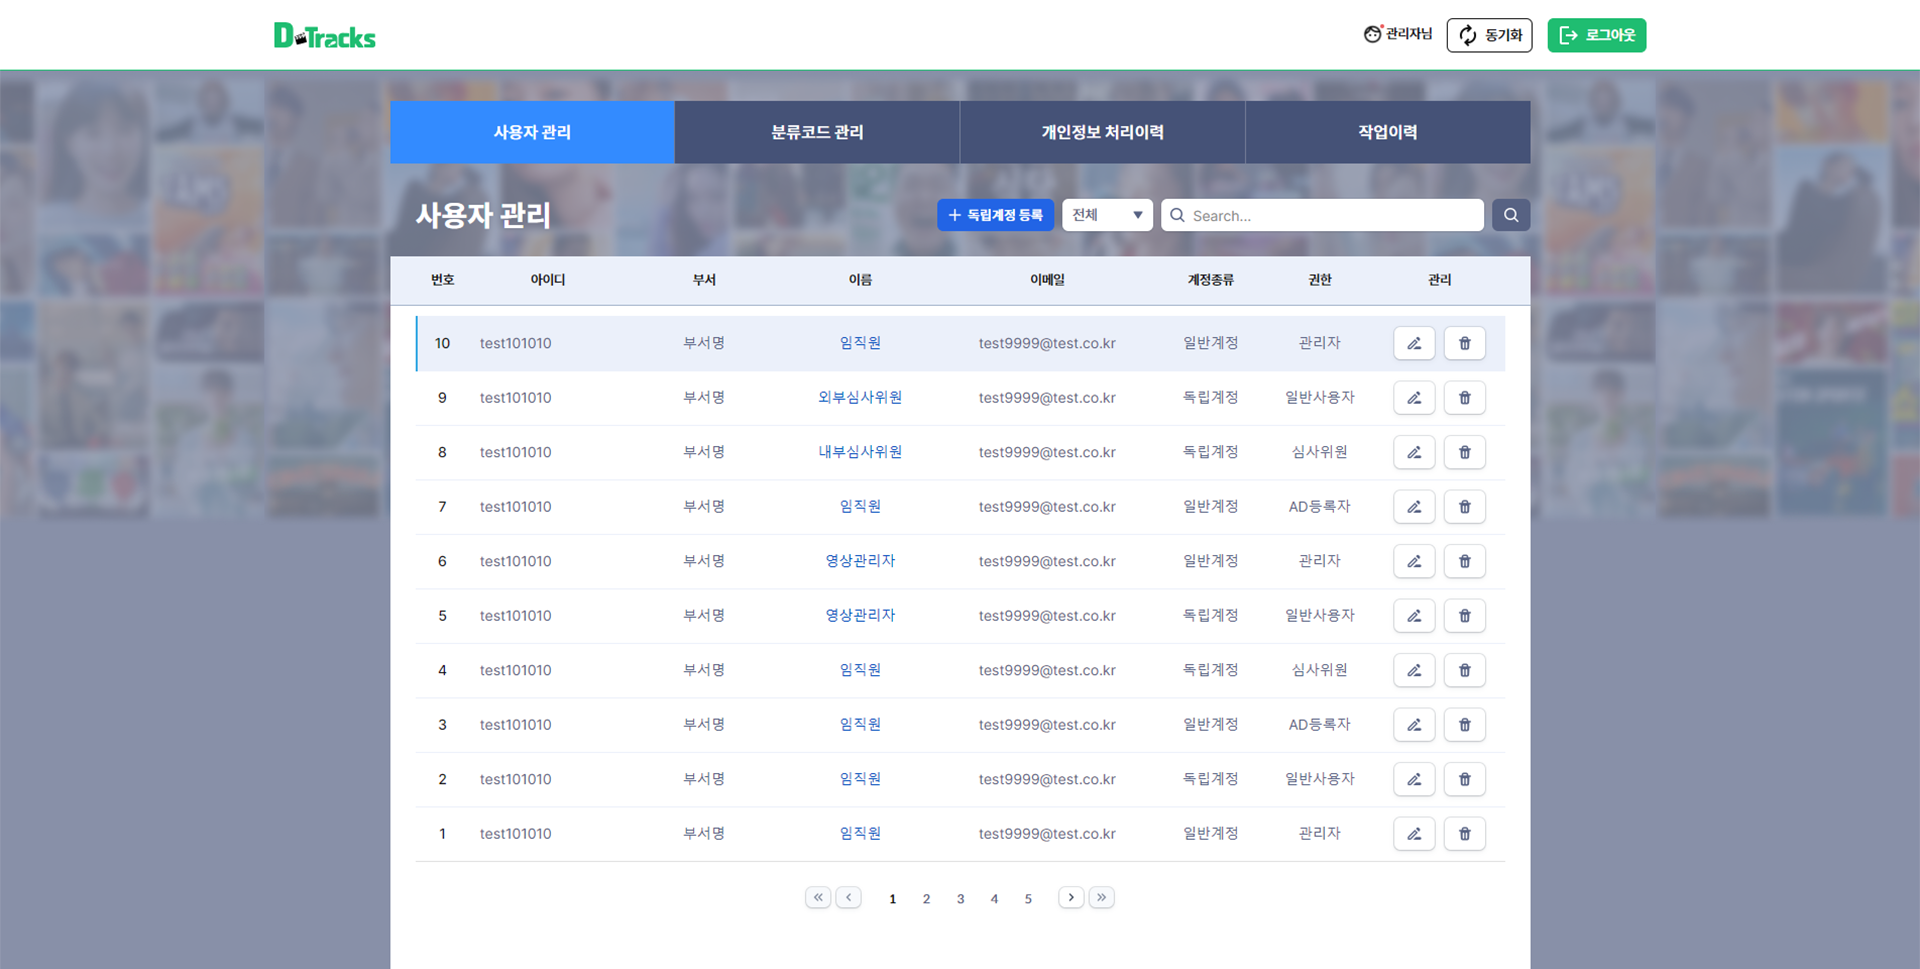 D Tracks
관리자님 동기화 로그아웃
사용자 관리 분류코드 관리 개인정보 처리이력 작업이력
사용자 관리
+ 독립계정 등록 전체 Search...
번호 아이디 부서 이름 이메일 계정종류 권한 관리
10 test101010 부서명 임직원 test9999@test.co.kr 일반계정 관리자
9 test101010 부서명 외부심사위원 test9999@test.co.kr 독립계정 일반사용자
8 test101010 부서명 내부심사위원 test9999@test.co.kr 독립계정 심사위원
7 test101010 부서명 임직원 test9999@test.co.kr 일반계정 AD등록자
6 test101010 부서명 영상관리자 test9999@test.co.kr 일반계정 관리자
5 test101010 부서명 영상관리자 test9999@test.co.kr 독립계정 일반사용자
4 test101010 부서명 임직원 test9999@test.co.kr 독립계정 심사위원
3 test101010 부서명 임직원 test9999@test.co.kr 일반계정 AD등록자
2 test101010 부서명 임직원 test9999@test.co.kr 독립계정 일반사용자
1 test101010 부서명 임직원 test9999@test.co.kr 일반계정 관리자
« ‹ 1 2 3 4 5 › »